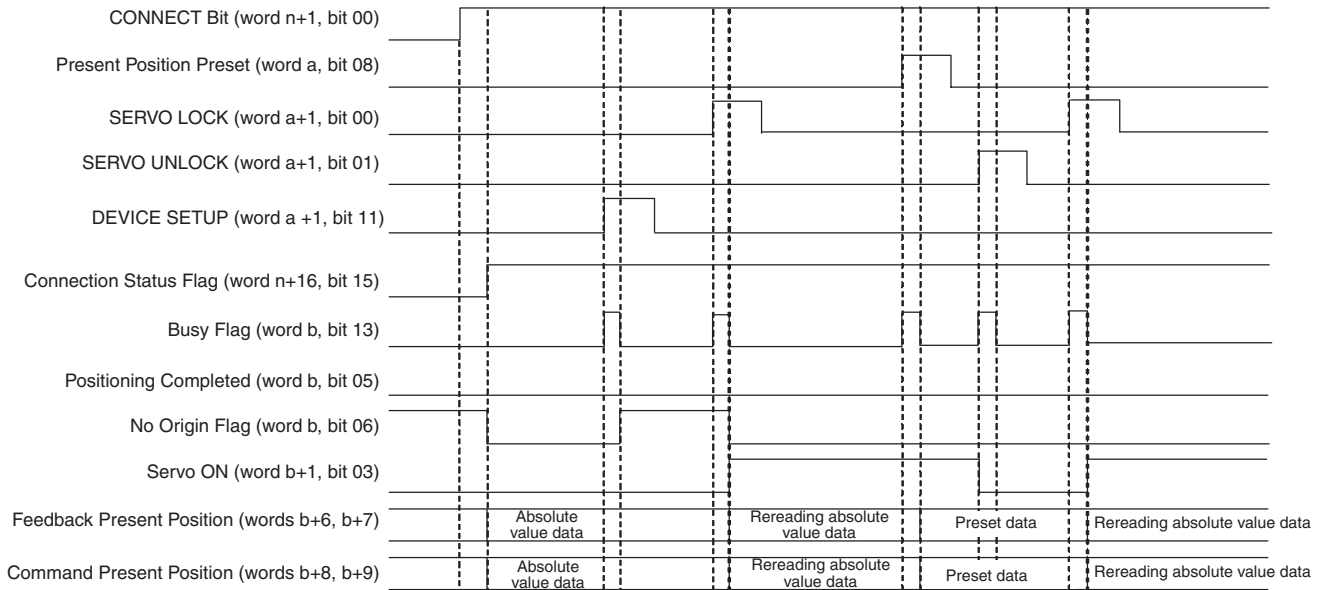 CONNECT Bit (word n+1, bit 00)
Present Position Preset (word a, bit 08)
SERVO LOCK (word a+1, bit 00)
SERVO UNLOCK (word a+1, bit 01)
DEVICE SETUP (word a +1, bit 11)
Connection Status Flag (word n+16, bit 15)
Busy Flag (word b, bit 13)
Positioning Completed (word b, bit 05)
No Origin Flag (word b, bit 06)
Servo ON (word b+1, bit 03)
Feedback Present Position (words b+6, b+7)
Absolute
value data
Rereading absolute
value data
Preset data
Rereading absolute value data
Command Present Position (words b+8, b+9)
Absolute
value data
Rereading absolute
value data
Preset data
Rereading absolute value data